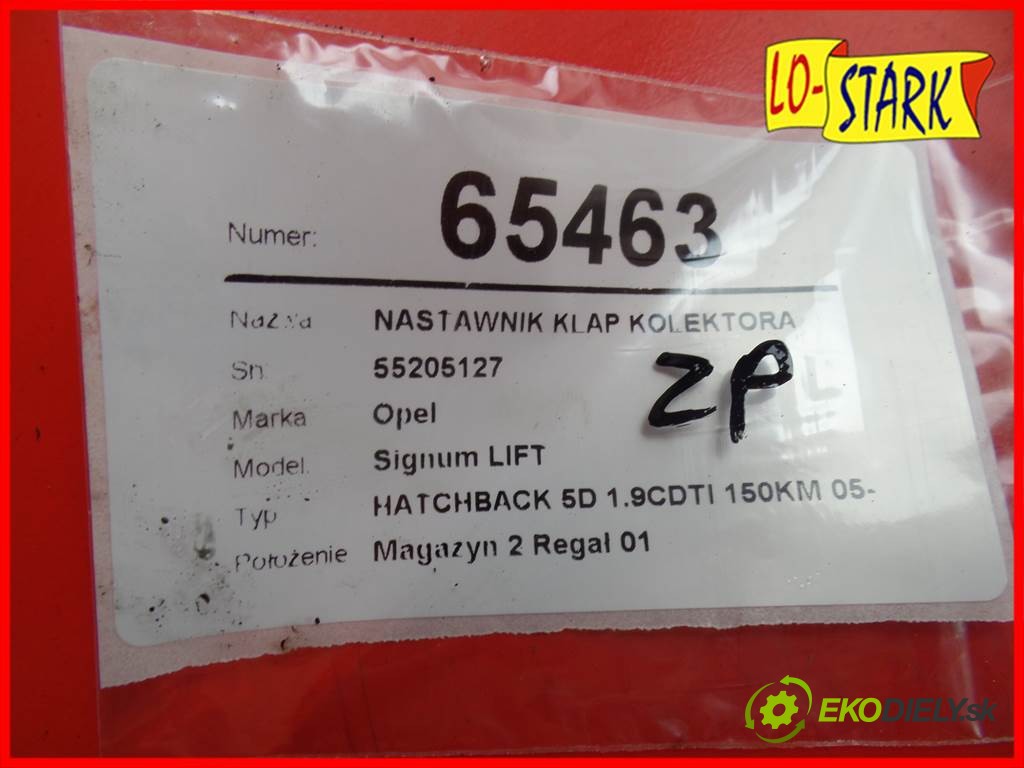 LO-STARK
Numer: 65463
Nazwa NASTAWNIK KLAP KOLEKTORA
Sn 55205127
ZP
Marka Opel
Model. Signum LIFT
Typ HATCHBACK 5D 1.9CDTI 150KM 05-
Położenie Magazyn 2 Regał 01
EKODIELY.sk